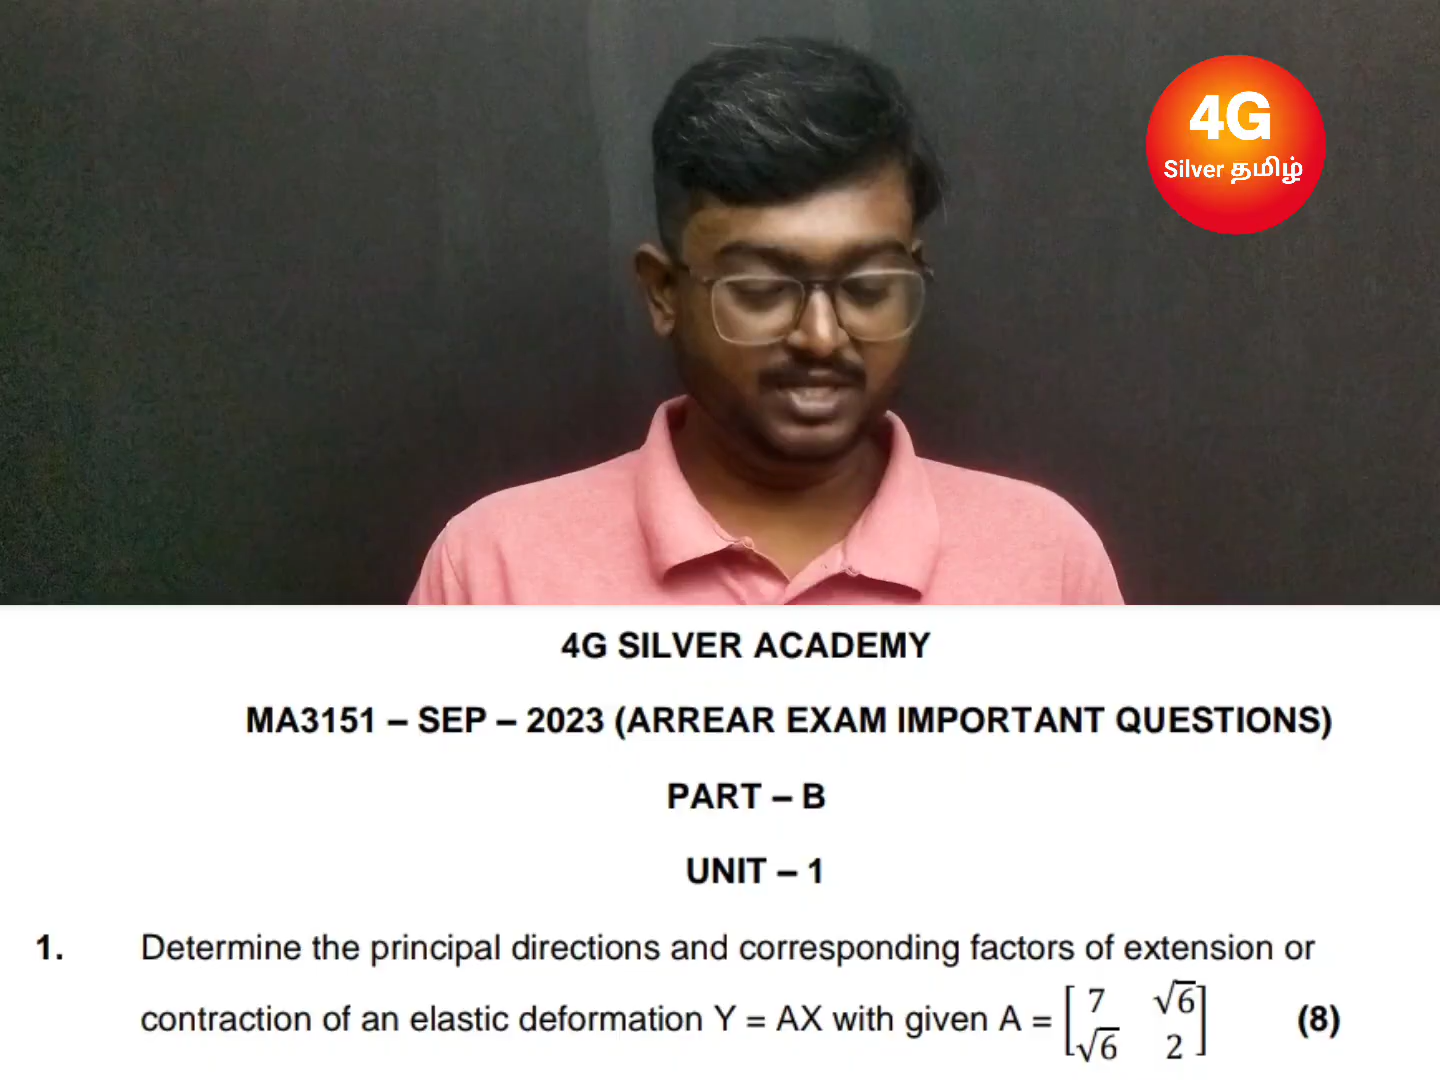 4G
Silver தமிழ்
4G SILVER ACADEMY
MA3151 – SEP – 2023 (ARREAR EXAM IMPORTANT QUESTIONS)
PART – B
UNIT – 1
1. Determine the principal directions and corresponding factors of extension or
contraction of an elastic deformation Y = AX with given A = [7 √6
√6 2] (8)